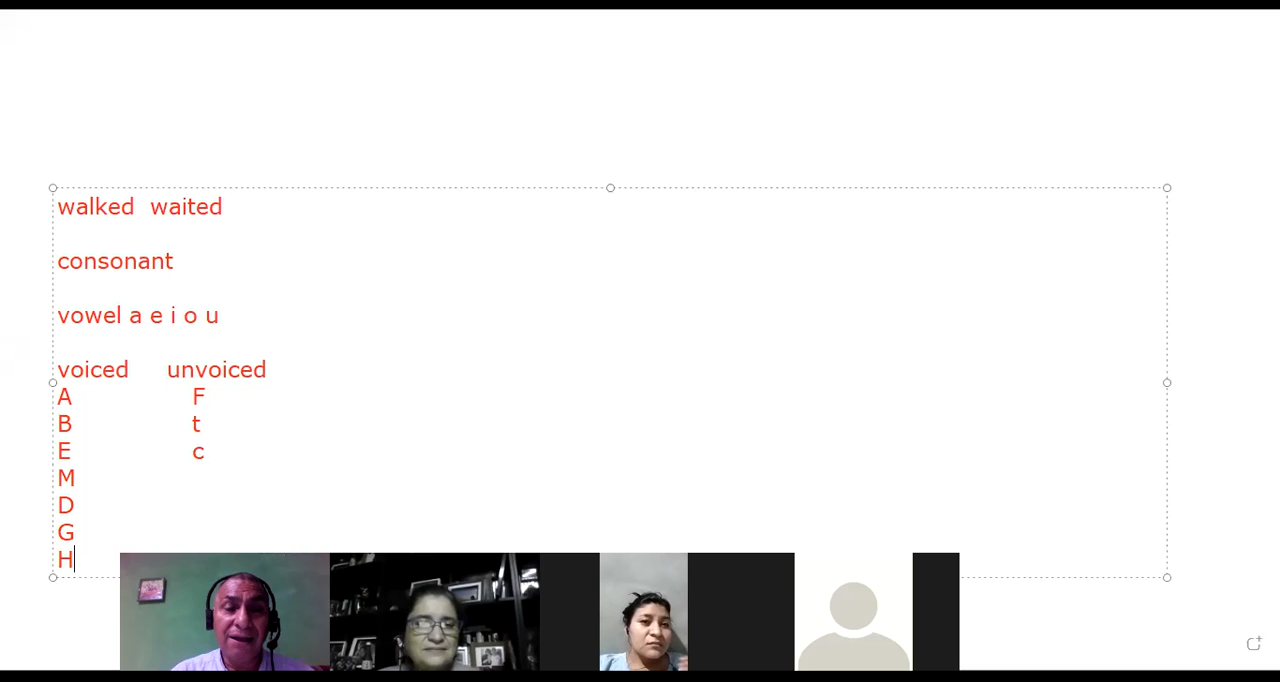 walked waited
consonant
vowel a e i o u
voiced unvoiced
A F
B t
E c
M
D
G
H